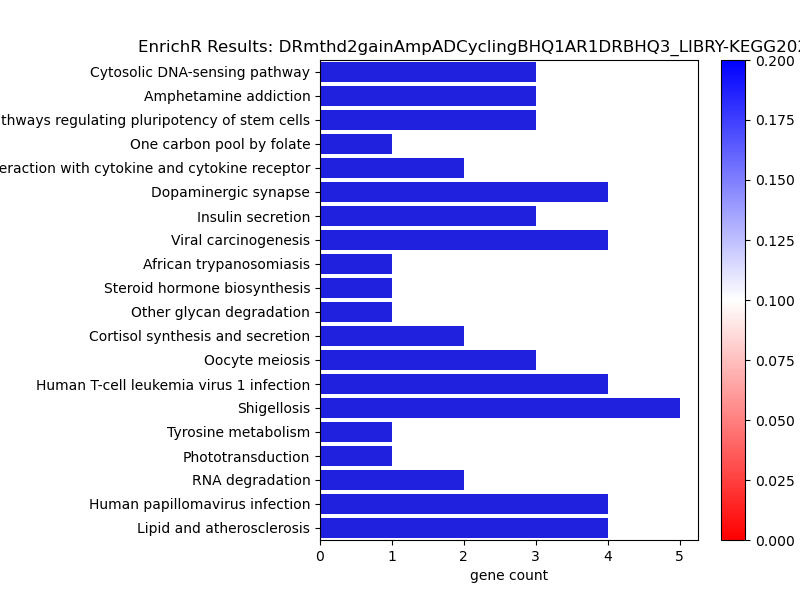 EnrichR Results: DRmthd2gainAmpADCyclingBHQ1AR1DRBHQ3_LIBRY-KEGG202
Cytosolic DNA-sensing pathway
Amphetamine addiction
thways regulating pluripotency of stem cells
One carbon pool by folate
eraction with cytokine and cytokine receptor
Dopaminergic synapse
Insulin secretion
Viral carcinogenesis
African trypanosomiasis
Steroid hormone biosynthesis
Other glycan degradation
Cortisol synthesis and secretion
Oocyte meiosis
Human T-cell leukemia virus 1 infection
Shigellosis
Tyrosine metabolism
Phototransduction
RNA degradation
Human papillomavirus infection
Lipid and atherosclerosis
0 1 2 3 4 5
gene count
0.200
0.175
0.150
0.125
0.100
0.075
0.050
0.025
0.000